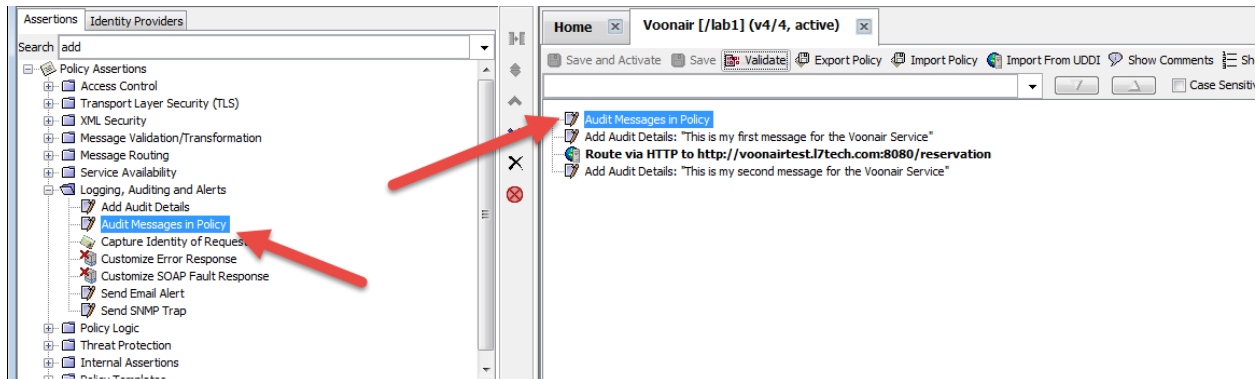 Assertions Identity Providers
Search add
Policy Assertions
Access Control
Transport Layer Security (TLS)
XML Security
Message Validation/Transformation
Message Routing
Service Availability
Logging, Auditing and Alerts
Add Audit Details
Audit Messages in Policy
Capture Identity of Reques
Customize Error Response
Customize SOAP Fault Response
Send Email Alert
Send SNMP Trap
Policy Logic
Threat Protection
Internal Assertions
Policy Templates
Home Voonair [/lab1] (v4/4, active)
Save and Activate Save Validate Export Policy Import Policy Import From UDDI Show Comments Sh
Case Sensitiv
Audit Messages in Policy
Add Audit Details: "This is my first message for the Voonair Service"
Route via HTTP to http://voonairtest.l7tech.com:8080/reservation
Add Audit Details: "This is my second message for the Voonair Service"